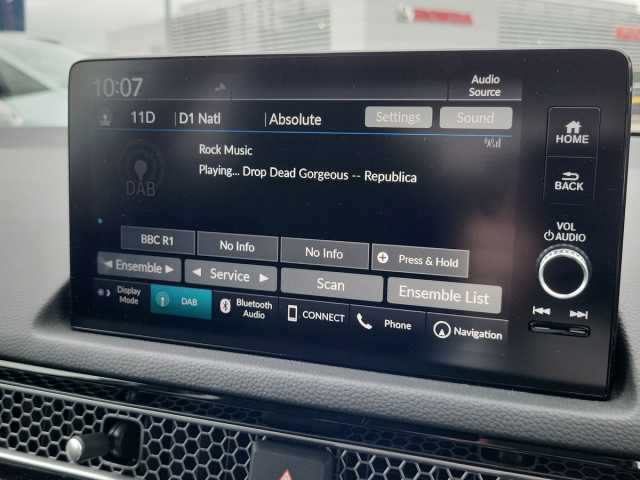 HONDA
10:07
Audio
Source
11D D1 Natl Absolute Settings Sound
HOME
Rock Music
Playing... Drop Dead Gorgeous -- Republica
DAB
BACK
VOL
AUDIO
BBC R1 No Info No Info Press & Hold
Ensemble Service Scan Ensemble List
Display
Mode
DAB
Bluetooth
Audio
CONNECT
Phone
Navigation